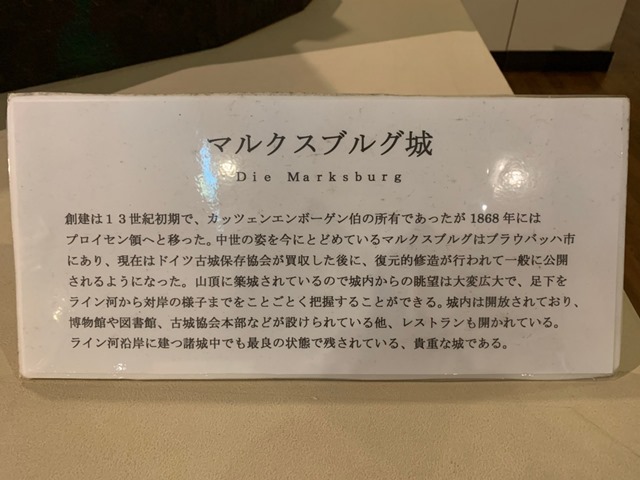 マルクスブルグ城
Die Marksburg
創建は13世紀初期で、カッツェンエンボーゲン伯の所有であったが1868年には
プロイセン領へと移った。中世の姿を今にとどめているマルクスブルグはブラウバッハ市
にあり、現在はドイツ古城保存協会が買収した後に、復元的修造が行われて一般に公開
されるようになった。山頂に築城されているので城内からの眺望は大変広大で、足下を
ライン河から対岸の様子までをことごとく把握することができる。城内は開放されており、
博物館や図書館、古城協会本部などが設けられている他、レストランも開かれている。
ライン河沿岸に建つ諸城中でも最良の状態で残されている、貴重な城である。